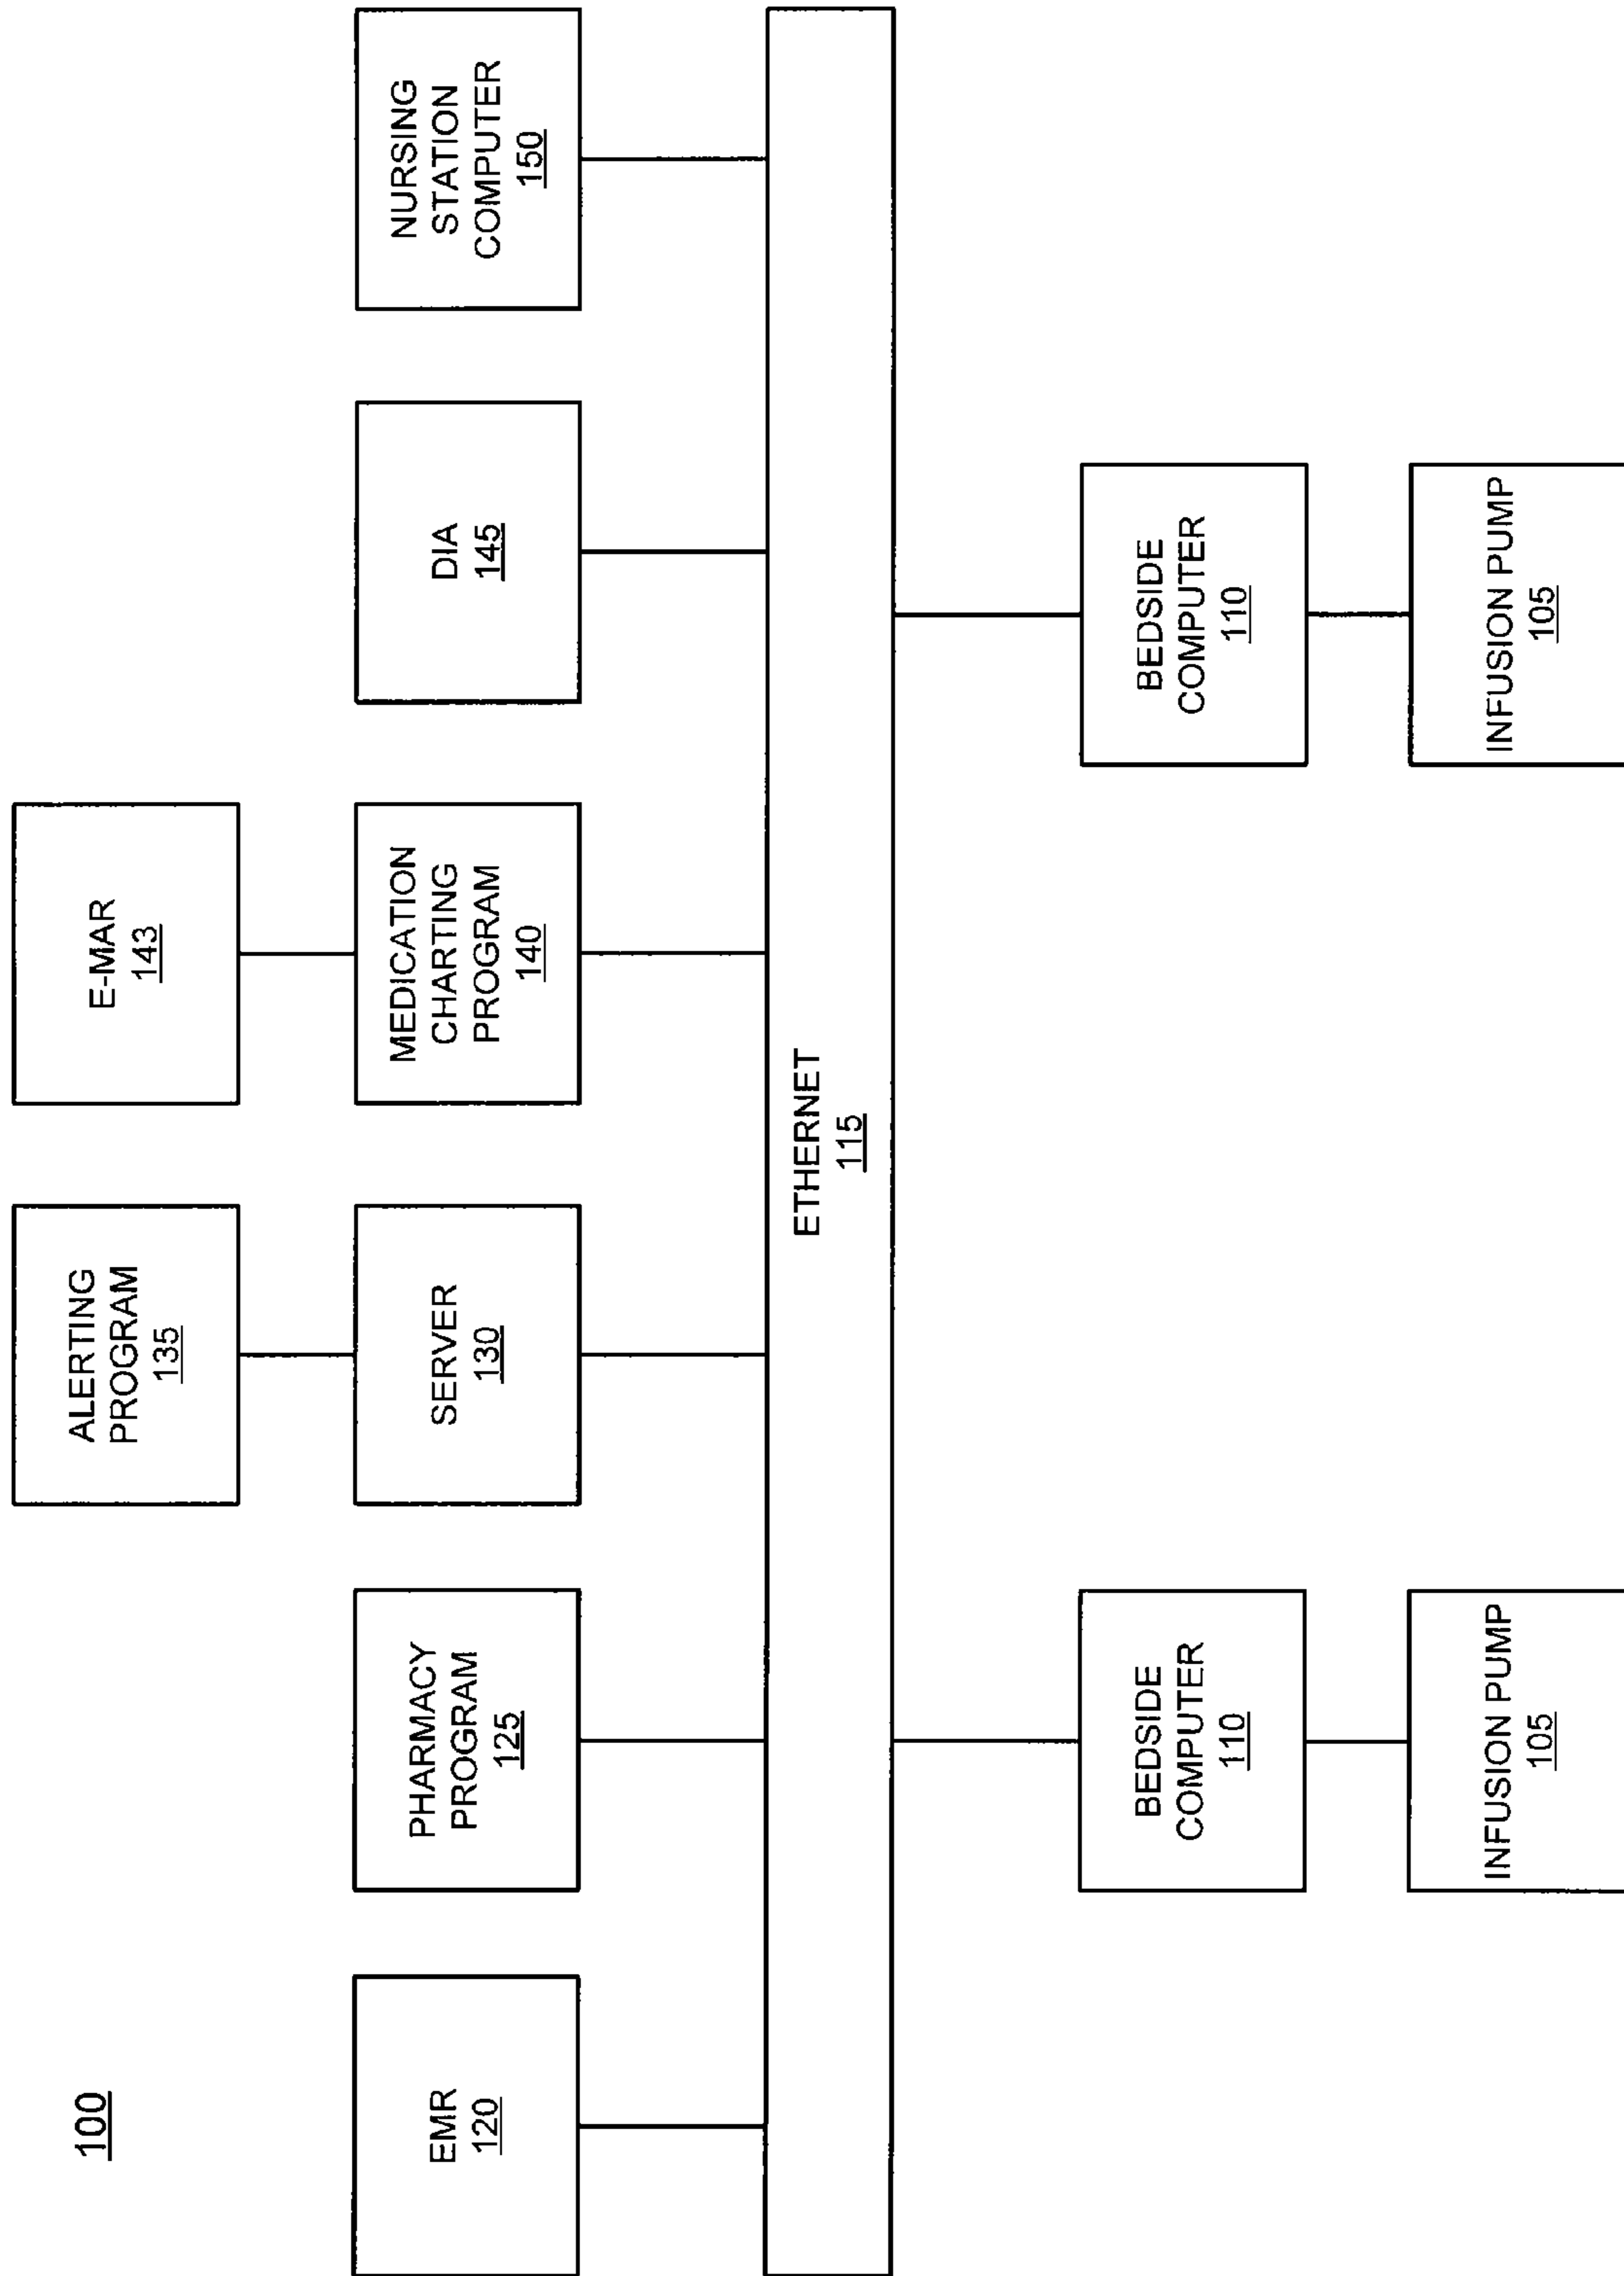 100
ALERTING
PROGRAM
135
E-MAR
143
EMR
120
PHARMACY
PROGRAM
125
SERVER
130
MEDICATION
CHARTING
PROGRAM
140
DIA
145
NURSING
STATION
COMPUTER
150
ETHERNET
115
BEDSIDE
COMPUTER
110
BEDSIDE
COMPUTER
110
INFUSION PUMP
105
INFUSION PUMP
105